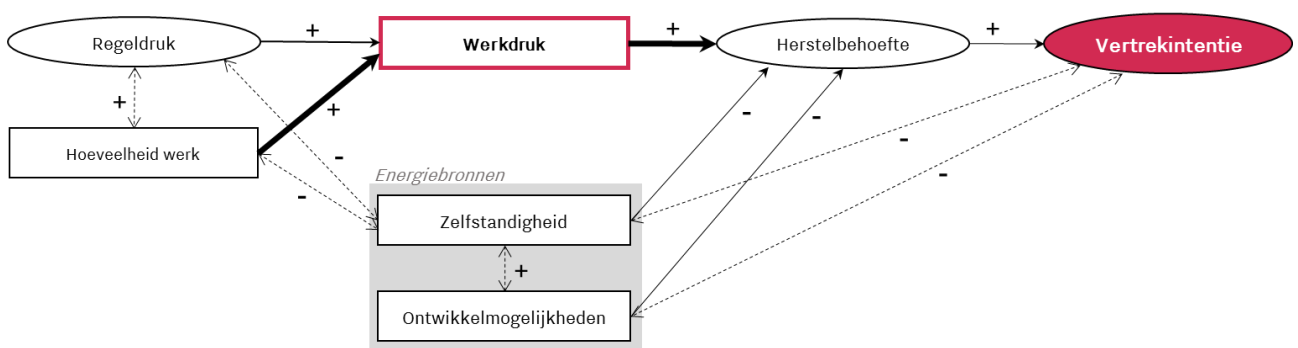 Regeldruk
+
Werkdruk
+
Herstelbehoefte
+
Vertrekintentie
+
+
Hoeveelheid werk
-
-
-
-
-
-
Energiebronnen
Zelfstandigheid
+
Ontwikkelmogelijkheden